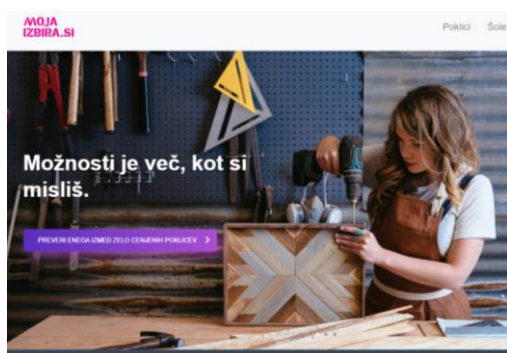 MOJA
IZBIRA.SI
Poklici Šole
Možnosti je več, kot si
misliš.
PREVERI ENEGA IZMED ZELO CENJENIH POKLICEV >